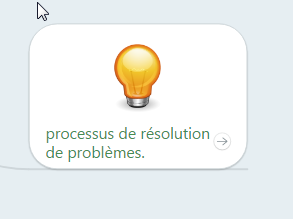 processus de résolution
de problèmes.